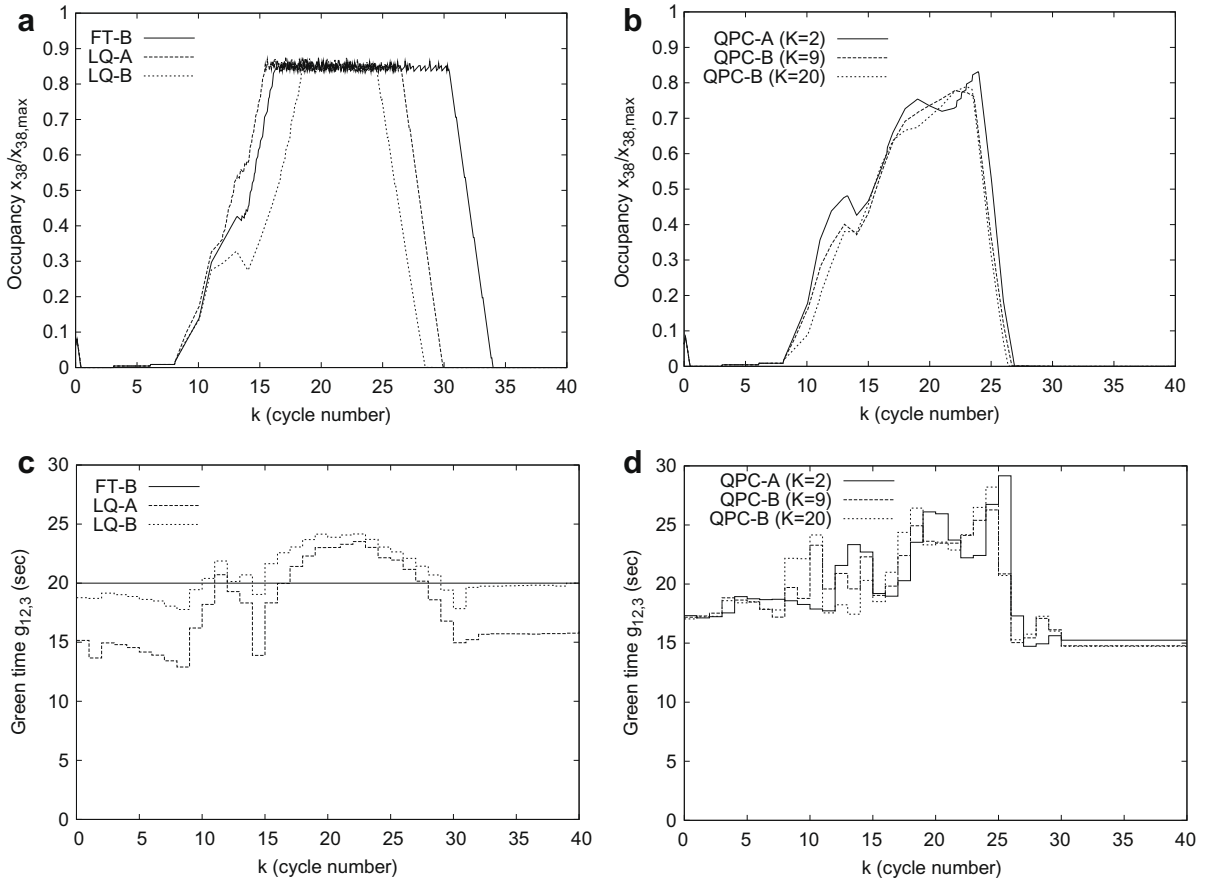 a
FT-B
LQ-A
LQ-B
Occupancy x38/x38,max
1
0.9
0.8
0.7
0.6
0.5
0.4
0.3
0.2
0.1
0
0 5 10 15 20 25 30 35 40
k (cycle number)
b
QPC-A (K=2)
QPC-B (K=9)
QPC-B (K=20)
Occupancy x38/x38,max
1
0.9
0.8
0.7
0.6
0.5
0.4
0.3
0.2
0.1
0
0 5 10 15 20 25 30 35 40
k (cycle number)
c
FT-B
LQ-A
LQ-B
Green time g12,3 (sec)
30
25
20
15
10
5
0
0 5 10 15 20 25 30 35 40
k (cycle number)
d
QPC-A (K=2)
QPC-B (K=9)
QPC-B (K=20)
Green time g12,3 (sec)
30
25
20
15
10
5
0
0 5 10 15 20 25 30 35 40
k (cycle number)